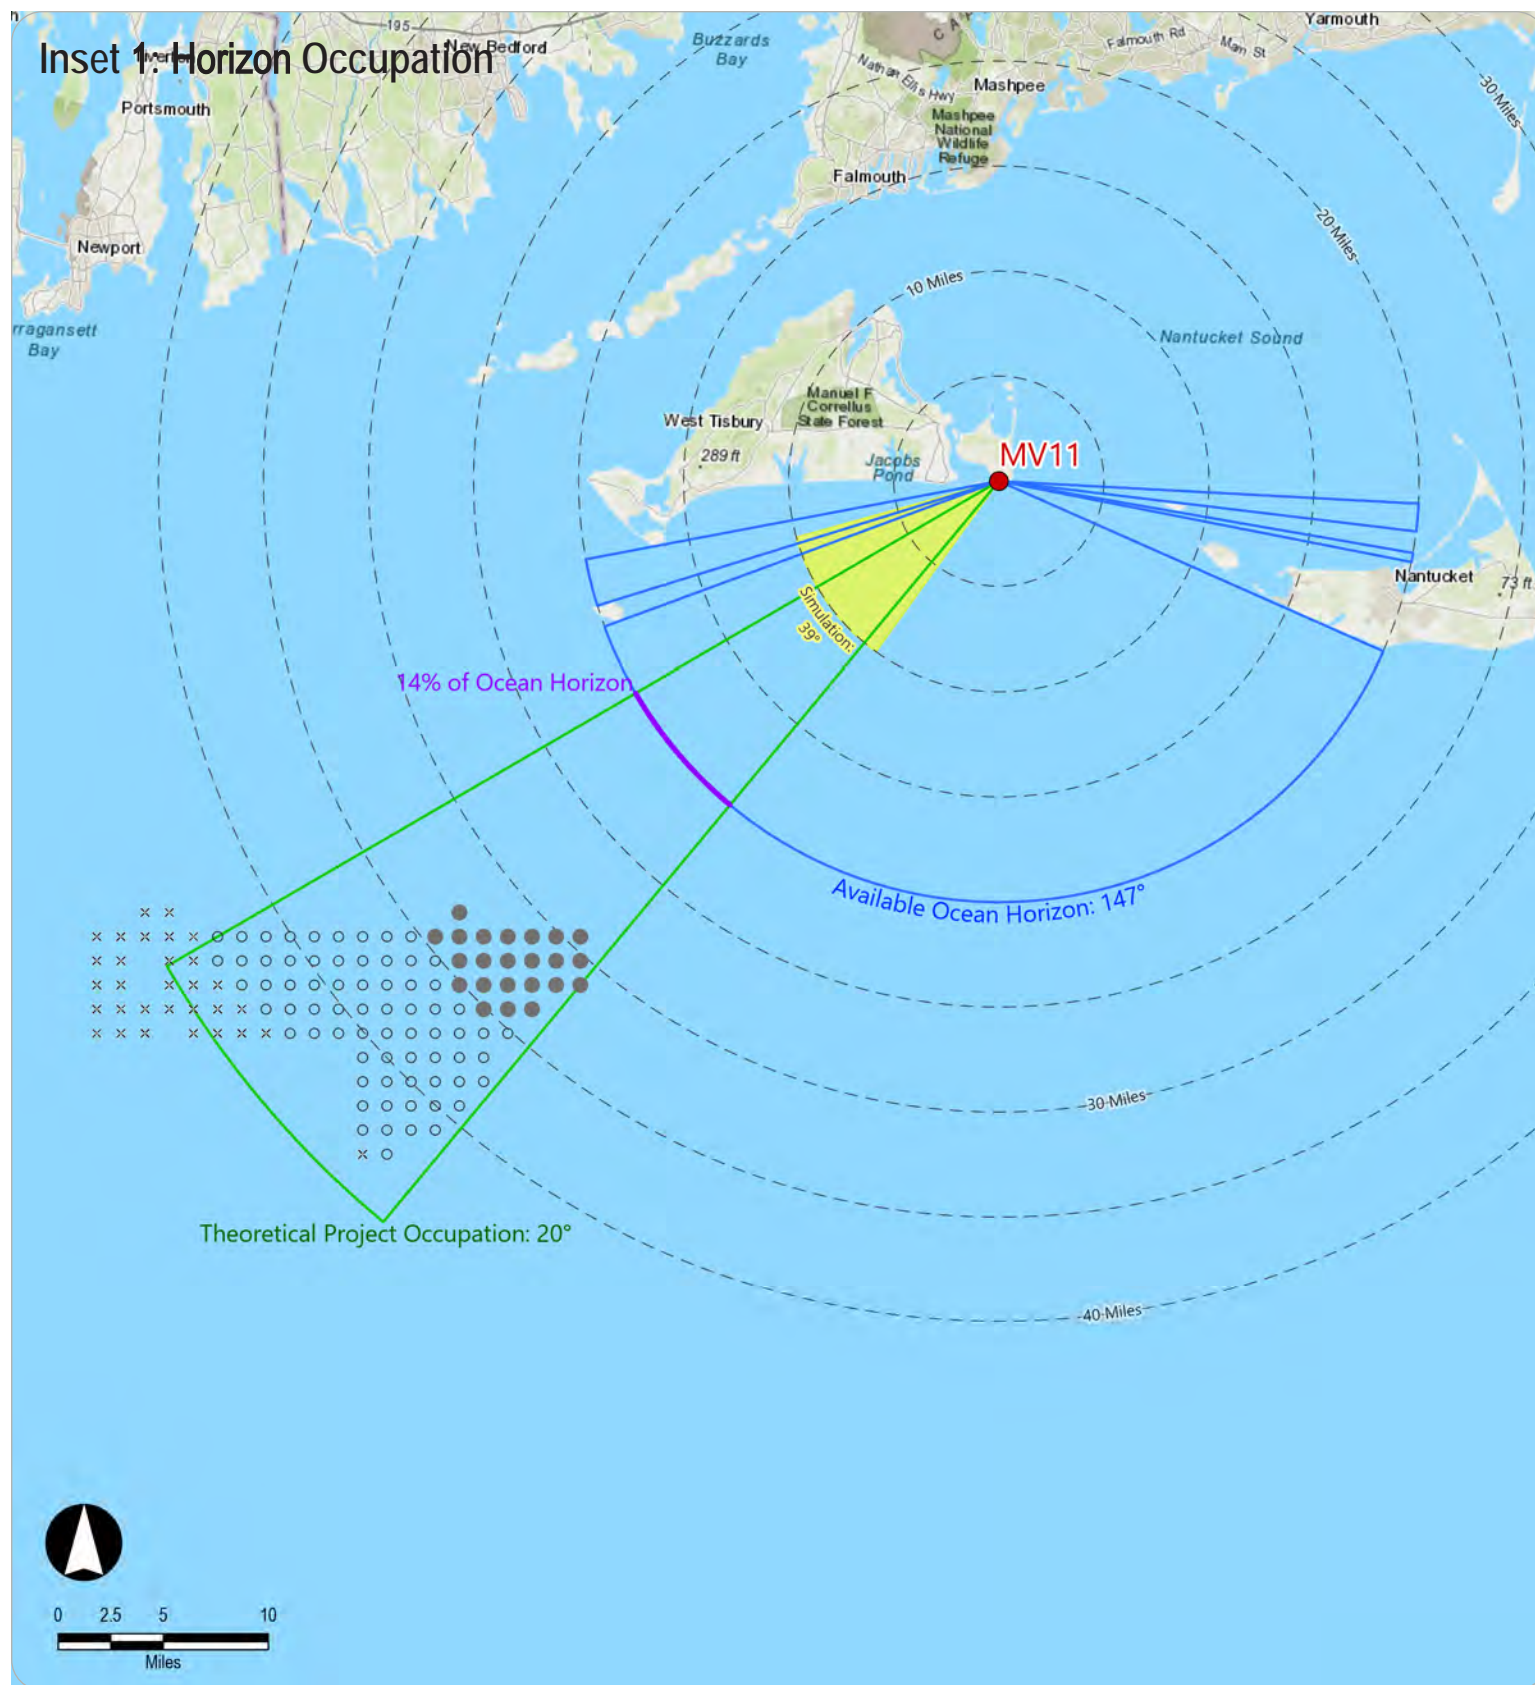 Inset 1: Horizon Occupation
195
New Bedford
Buzzards
Bay
Yarmouth
Falmouth Rd
Main St
Nathan Ellis Hwy
Mashpee
30 Miles
Portsmouth
Mashpee
National
Wildlife
Refuge
Falmouth
20 Miles
Newport
10 Miles
rragansett
Bay
Nantucket Sound
Manuel F
Correllus
State Forest
West Tisbury
289 ft
Jacobs
Pond
MV11
Nantucket
73 ft
Simulation:
39°
14% of Ocean Horizon
Available Ocean Horizon: 147°
30 Miles
Theoretical Project Occupation: 20°
40 Miles
0 2.5 5 10
Miles